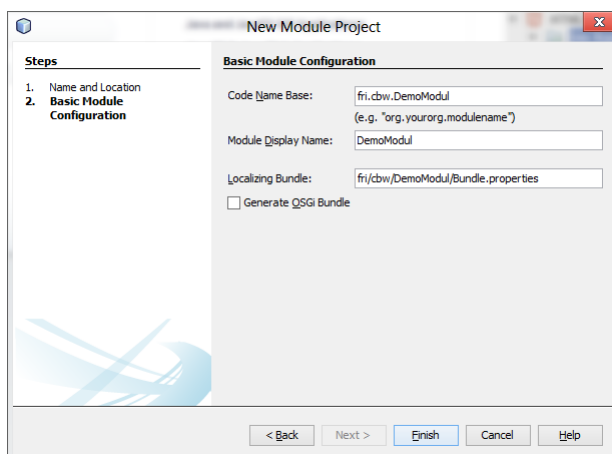 New Module Project
Steps
1. Name and Location
2. Basic Module
Configuration
Basic Module Configuration
Code Name Base: fri.cbw.DemoModul
(e.g. "org.yourorg.modulename")
Module Display Name: DemoModul
Localizing Bundle: fri/cbw/DemoModul/Bundle.properties
Generate OSGi Bundle
< Back Next > Finish Cancel Help